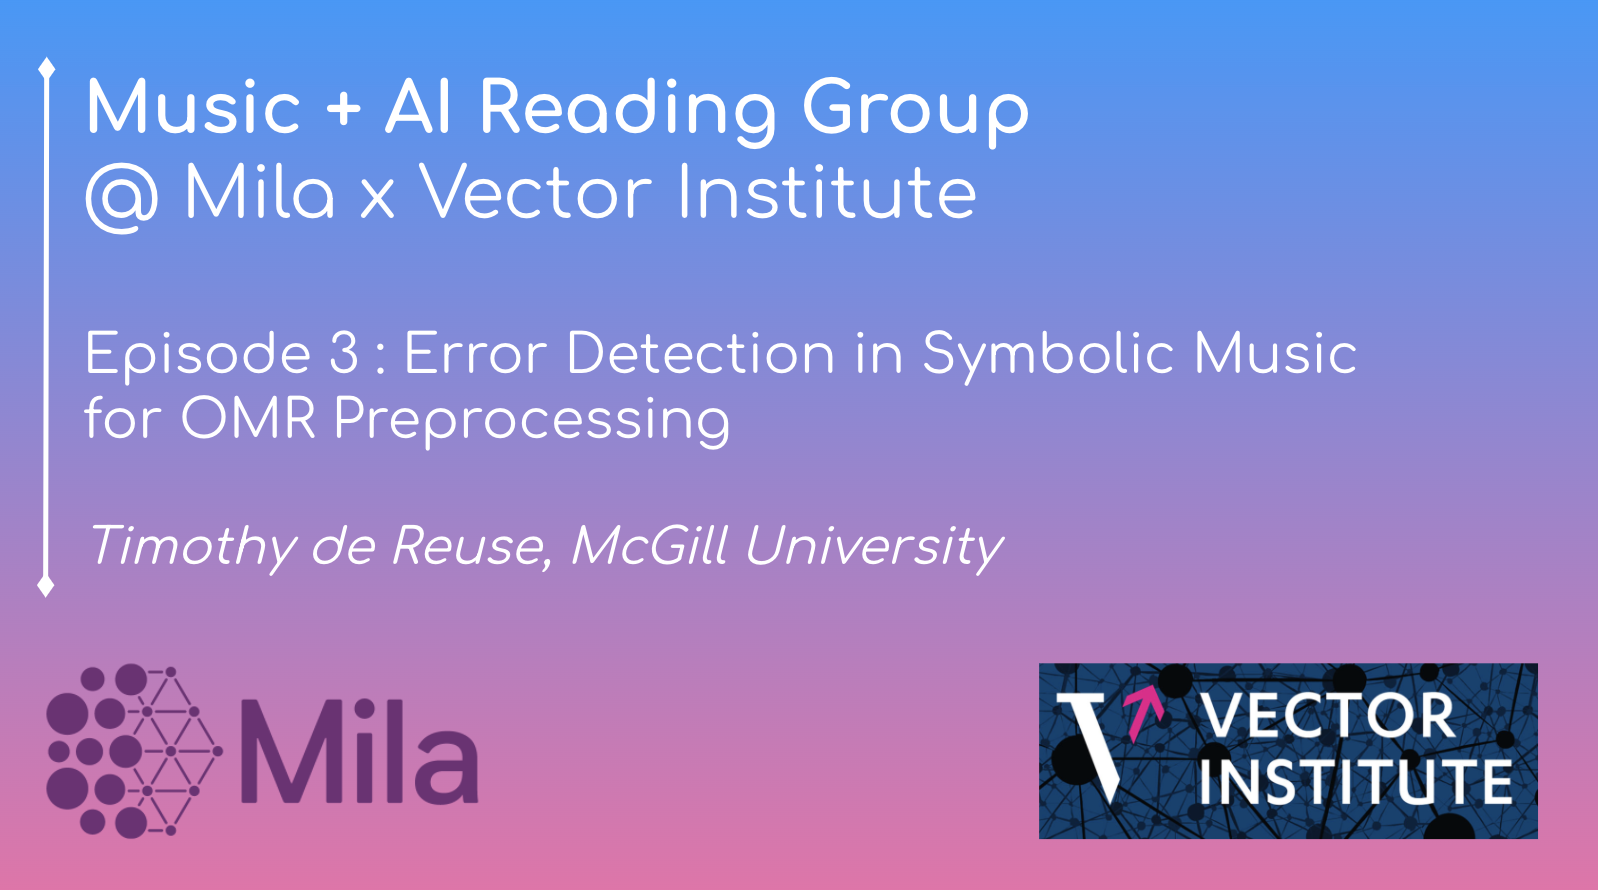 Music + AI Reading Group
@ Mila x Vector Institute
Episode 3 : Error Detection in Symbolic Music
for OMR Preprocessing
Timothy de Reuse, McGill University
Mila
VECTOR
INSTITUTE